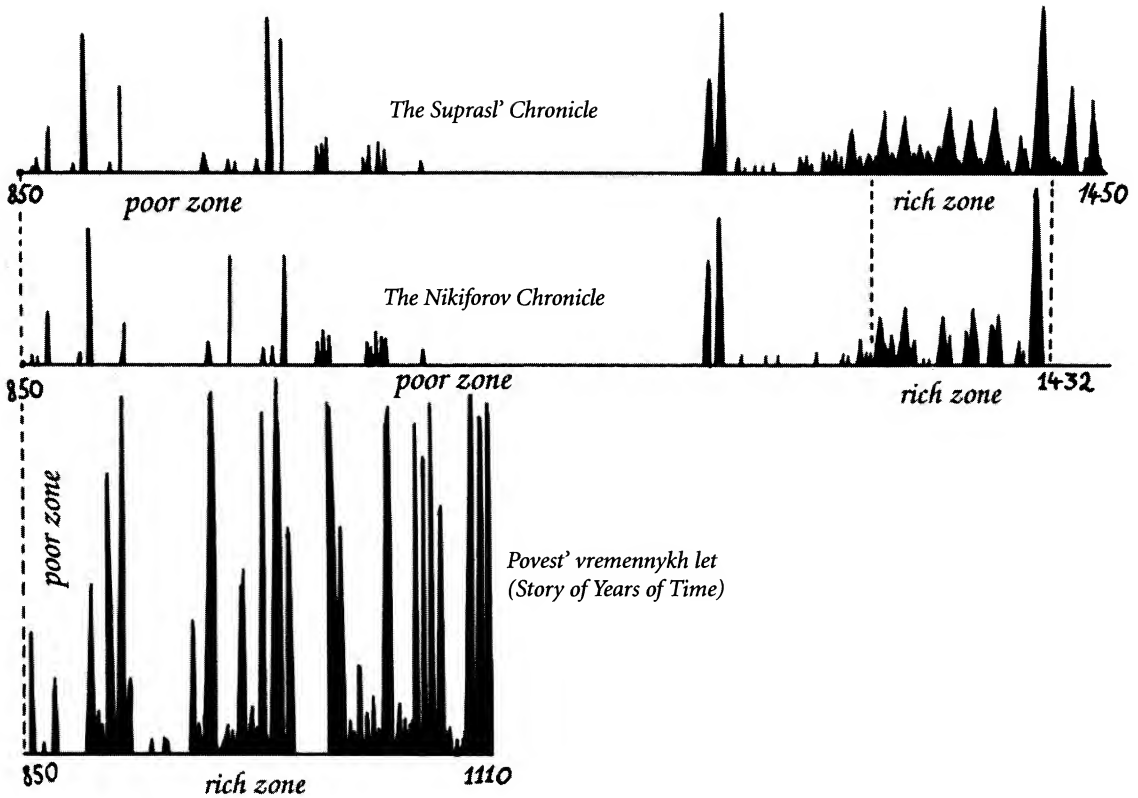 The Suprasl' Chronicle
850
poor zone
rich zone
1450
The Nikiforov Chronicle
850
poor zone
rich zone
1432
poor zone
Povest' vremennykh let
(Story of Years of Time)
850
rich zone
1110